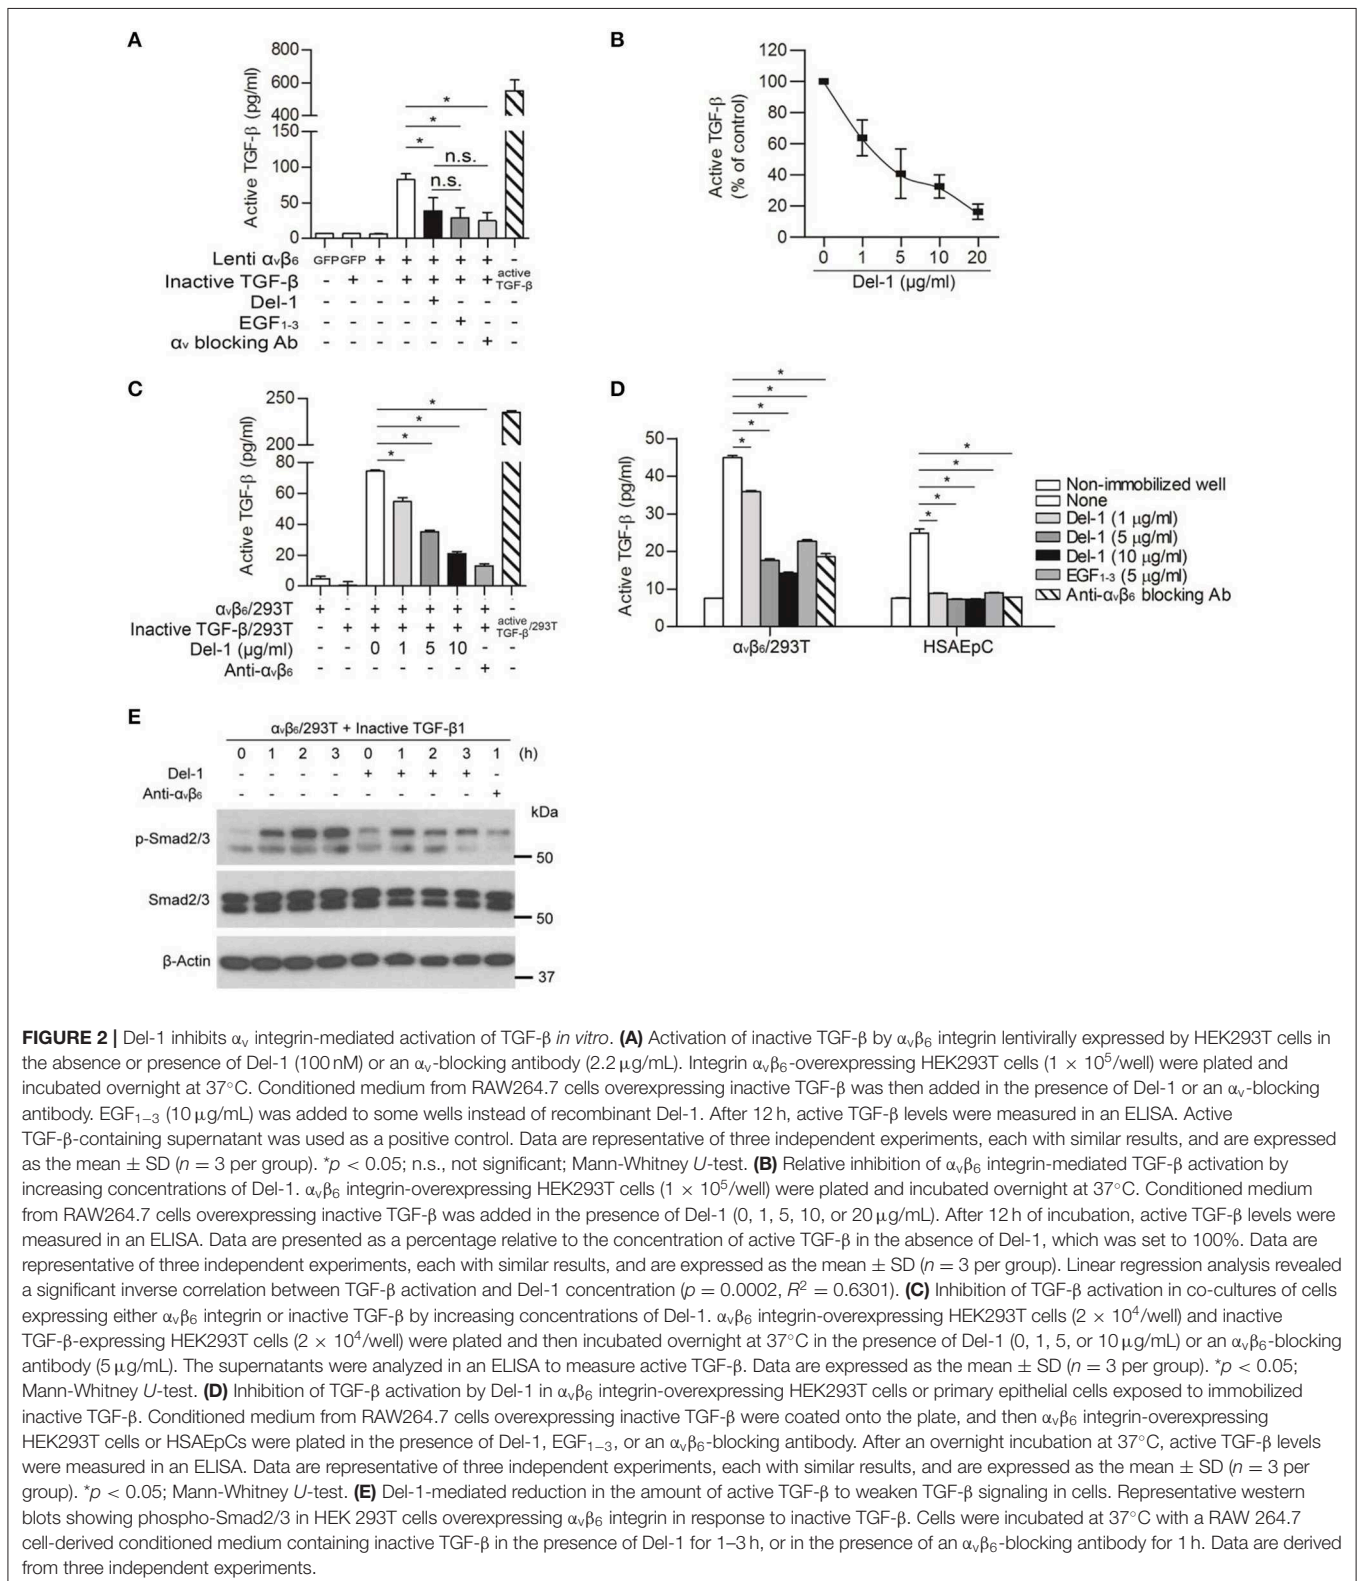 A
800
600
400
150
100
50
0
Active TGF-β (pg/ml)
*
*
*
n.s.
n.s.
Lenti αvβ6 GFP GFP + + + + + -
Inactive TGF-β - + - + + + + active TGF-β
Del-1 - - - - + - - -
EGF1-3 - - - - - + - -
αv blocking Ab - - - - - - + -
B
120
100
80
60
40
20
0
Active TGF-β
(% of control)
0 1 5 10 20
Del-1 (μg/ml)
C
250
200
80
60
40
20
0
Active TGF-β (pg/ml)
*
*
*
*
αvβ6/293T + - + + + + + -
Inactive TGF-β/293T - + + + + + + active TGF-β/293T
Del-1 (μg/ml) - - 0 1 5 10 - -
Anti-αvβ6 - - - - - - + -
D
50
40
30
20
10
0
Active TGF-β (pg/ml)
*
*
*
*
*
*
*
*
*
*
αvβ6/293T HSAEpC
Non-immobilized well
None
Del-1 (1 μg/ml)
Del-1 (5 μg/ml)
Del-1 (10 μg/ml)
EGF1-3 (5 μg/ml)
Anti-αvβ6 blocking Ab
E
αvβ6/293T + Inactive TGF-β1
0 1 2 3 0 1 2 3 1 (h)
Del-1 - - - - + + + + -
Anti-αvβ6 - - - - - - - - +
kDa
p-Smad2/3
50
Smad2/3
50
β-Actin
37
FIGURE 2 | Del-1 inhibits αv integrin-mediated activation of TGF-β in vitro. (A) Activation of inactive TGF-β by αvβ6 integrin lentivirally expressed by HEK293T cells in
the absence or presence of Del-1 (100 nM) or an αv-blocking antibody (2.2 μg/mL). Integrin αvβ6-overexpressing HEK293T cells (1 × 10⁵/well) were plated and
incubated overnight at 37°C. Conditioned medium from RAW264.7 cells overexpressing inactive TGF-β was then added in the presence of Del-1 or an αv-blocking
antibody. EGF1–3 (10 μg/mL) was added to some wells instead of recombinant Del-1. After 12 h, active TGF-β levels were measured in an ELISA. Active
TGF-β-containing supernatant was used as a positive control. Data are representative of three independent experiments, each with similar results, and are expressed
as the mean ± SD (n = 3 per group). *p < 0.05; n.s., not significant; Mann-Whitney U-test. (B) Relative inhibition of αvβ6 integrin-mediated TGF-β activation by
increasing concentrations of Del-1. αvβ6 integrin-overexpressing HEK293T cells (1 × 10⁵/well) were plated and incubated overnight at 37°C. Conditioned medium
from RAW264.7 cells overexpressing inactive TGF-β was added in the presence of Del-1 (0, 1, 5, 10, or 20 μg/mL). After 12 h of incubation, active TGF-β levels were
measured in an ELISA. Data are presented as a percentage relative to the concentration of active TGF-β in the absence of Del-1, which was set to 100%. Data are
representative of three independent experiments, each with similar results, and are expressed as the mean ± SD (n = 3 per group). Linear regression analysis revealed
a significant inverse correlation between TGF-β activation and Del-1 concentration (p = 0.0002, R² = 0.6301). (C) Inhibition of TGF-β activation in co-cultures of cells
expressing either αvβ6 integrin or inactive TGF-β by increasing concentrations of Del-1. αvβ6 integrin-overexpressing HEK293T cells (2 × 10⁴/well) and inactive
TGF-β-expressing HEK293T cells (2 × 10⁴/well) were plated and then incubated overnight at 37°C in the presence of Del-1 (0, 1, 5, or 10 μg/mL) or an αvβ6-blocking
antibody (5 μg/mL). The supernatants were analyzed in an ELISA to measure active TGF-β. Data are expressed as the mean ± SD (n = 3 per group). *p < 0.05;
Mann-Whitney U-test. (D) Inhibition of TGF-β activation by Del-1 in αvβ6 integrin-overexpressing HEK293T cells or primary epithelial cells exposed to immobilized
inactive TGF-β. Conditioned medium from RAW264.7 cells overexpressing inactive TGF-β were coated onto the plate, and then αvβ6 integrin-overexpressing
HEK293T cells or HSAEpCs were plated in the presence of Del-1, EGF1–3, or an αvβ6-blocking antibody. After an overnight incubation at 37°C, active TGF-β levels
were measured in an ELISA. Data are representative of three independent experiments, each with similar results, and are expressed as the mean ± SD (n = 3 per
group). *p < 0.05; Mann-Whitney U-test. (E) Del-1-mediated reduction in the amount of active TGF-β to weaken TGF-β signaling in cells. Representative western
blots showing phospho-Smad2/3 in HEK 293T cells overexpressing αvβ6 integrin in response to inactive TGF-β. Cells were incubated at 37°C with a RAW 264.7
cell-derived conditioned medium containing inactive TGF-β in the presence of Del-1 for 1–3 h, or in the presence of an αvβ6-blocking antibody for 1 h. Data are derived
from three independent experiments.